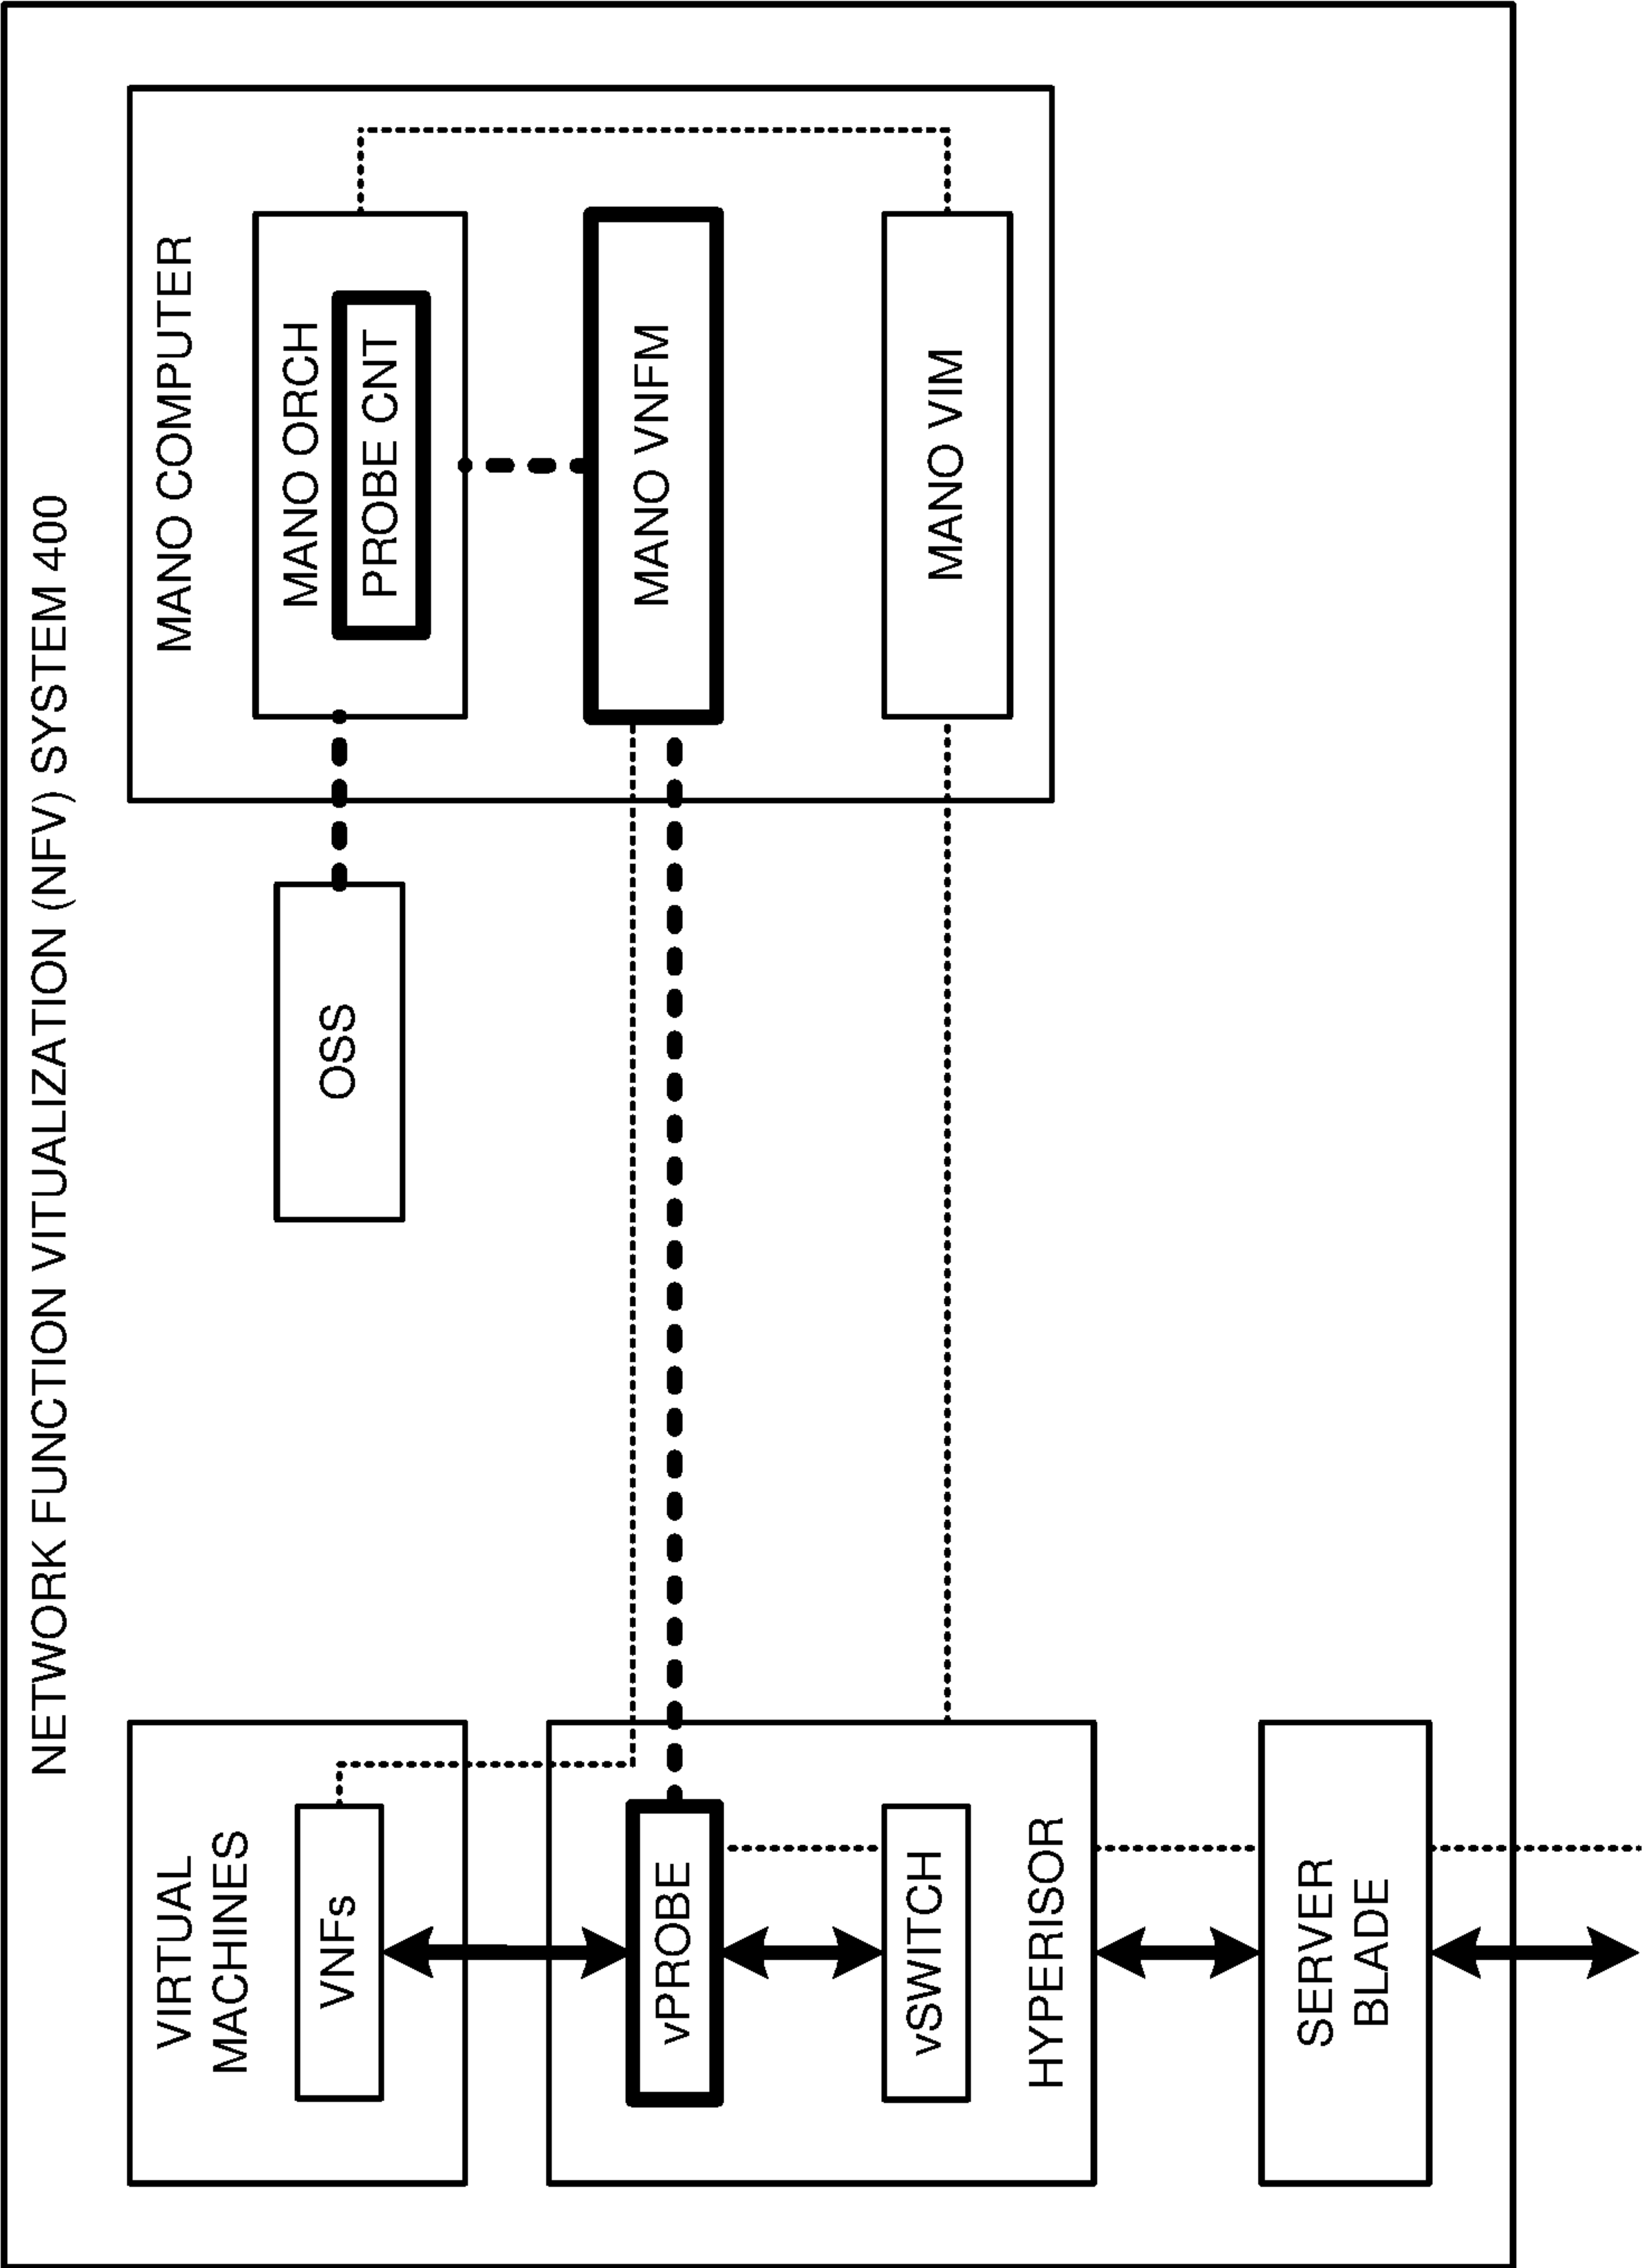 NETWORK FUNCTION VITUALIZATION (NFV) SYSTEM 400
VIRTUAL
MACHINES
VNFs
vPROBE
vSWITCH
HYPERISOR
SERVER
BLADE
OSS
MANO COMPUTER
MANO ORCH
PROBE CNT
MANO VNFM
MANO VIM